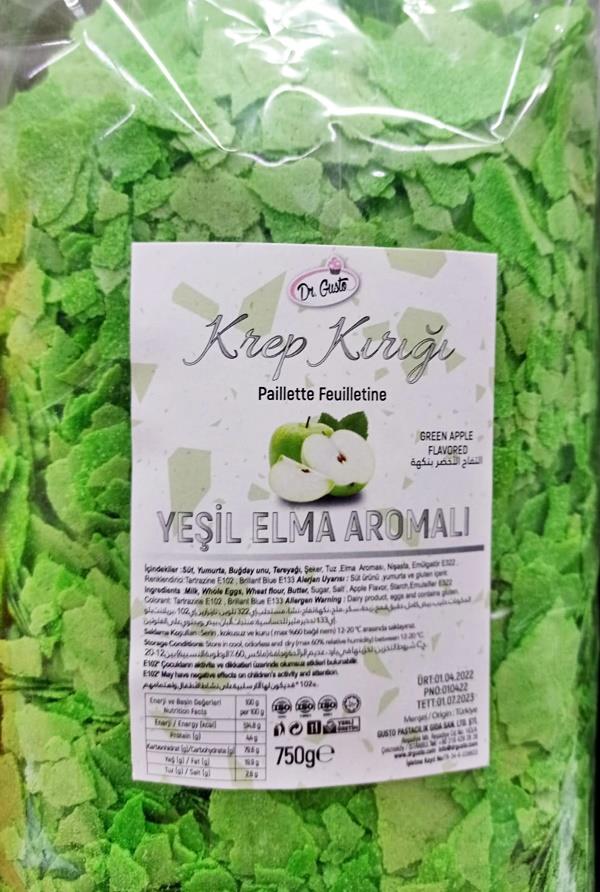 Dr. Gusto
Krep Kırığı
Paillette Feuilletine
GREEN APPLE
FLAVORED
التفاح الأخضر بنكهة
YEŞİL ELMA AROMALI
İçindekiler :Süt, Yumurta, Buğday unu, Tereyağı, Şeker, Tuz ,Elma Aroması, Nişasta, Emülgatör E322 ,
Renklendirici:Tartrazine E102 , Brillant Blue E133 Alerjen Uyarısı : Süt ürünü ,yumurta ve gluten içerir.
Ingredients :Milk, Whole Eggs, Wheat flour, Butter, Sugar, Salt , Apple Flavor, Starch,Emulsifier E322
Colorant: Tartrazine E102 , Brillant Blue E133 Allergen Warning : Dairy product, eggs and contains gluten.
Saklama Koşulları :Serin , kokusuz ve kuru ( max %60 bağıl nem) 12-20 °C arasında saklayınız.
Storage Conditions: Store in cool, odorless and dry (max 60% relative humidity) between 12-20 °C
E102* Çocukların aktivite ve dikkatleri üzerinde olumsuz etkileri bulunabilir.
E102* May have negative effects on children's activity and attention.
Enerji ve Besin Değerleri
Nutrition Facts
100 g
per 100 g
Enerji / Energy (kcal)
Protein (g)
Karbonhidrat (g)/Carbohydrate (g)
Yağ (g) / Fat (g)
Tuz (g) / Salt (g)
ISO ISO ISO
YERLİ
ÜRETİM
750g℮
ÜRT:01.04.2022
PNO:010422
TETT:01.07.2023
Menşei / Origin : Türkiye
GUSTO PASTACILIK GIDA SAN. LTD. ŞTİ.